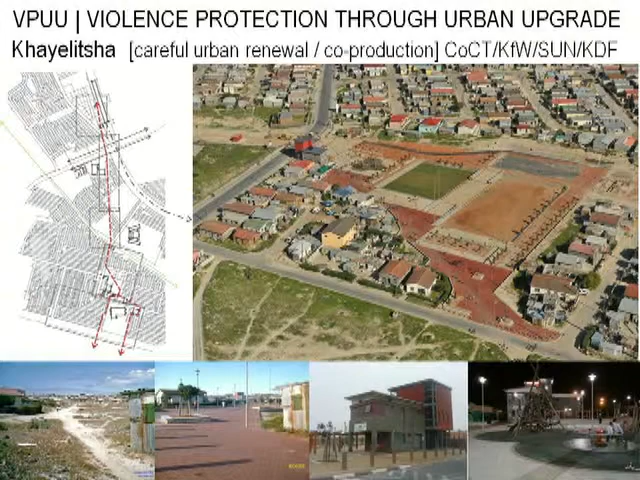 VPUU | VIOLENCE PROTECTION THROUGH URBAN UPGRADE
Khayelitsha [careful urban renewal / co-production] CoCT/KfW/SUN/KDF